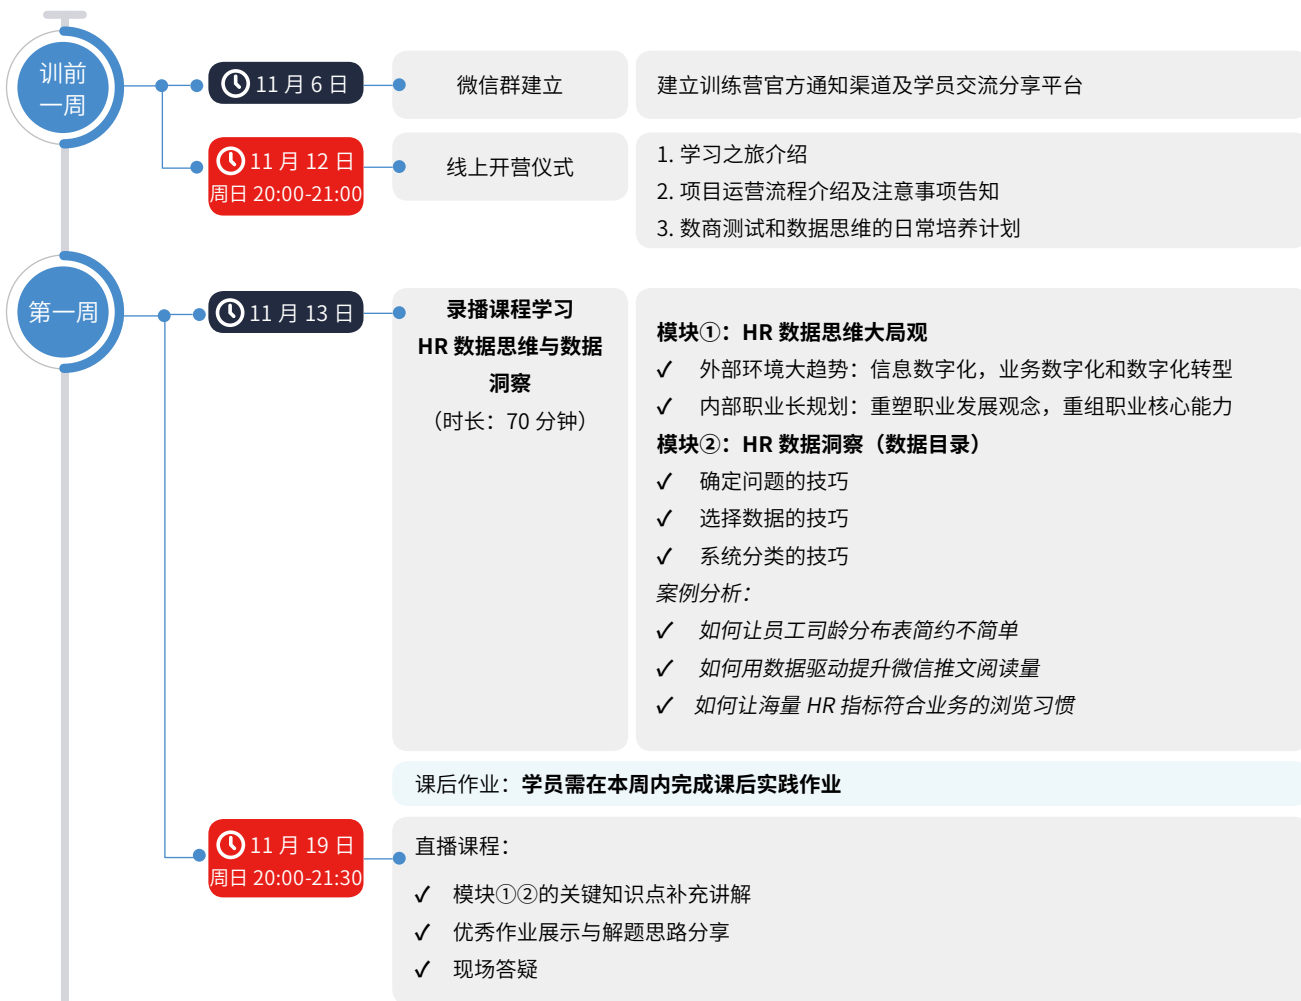 训前
一周
11 月 6 日
微信群建立
建立训练营官方通知渠道及学员交流分享平台
11 月 12 日
周日 20:00-21:00
线上开营仪式
1. 学习之旅介绍
2. 项目运营流程介绍及注意事项告知
3. 数商测试和数据思维的日常培养计划
第一周
11 月 13 日
录播课程学习
HR 数据思维与数据
洞察
（时长：70 分钟）
模块①：HR 数据思维大局观
✓ 外部环境大趋势：信息数字化，业务数字化和数字化转型
✓ 内部职业长规划：重塑职业发展观念，重组职业核心能力
模块②：HR 数据洞察（数据目录）
✓ 确定问题的技巧
✓ 选择数据的技巧
✓ 系统分类的技巧
案例分析：
✓ 如何让员工司龄分布表简约不简单
✓ 如何用数据驱动提升微信推文阅读量
✓ 如何让海量 HR 指标符合业务的浏览习惯
课后作业：学员需在本周内完成课后实践作业
11 月 19 日
周日 20:00-21:30
直播课程：
✓ 模块①②的关键知识点补充讲解
✓ 优秀作业展示与解题思路分享
✓ 现场答疑